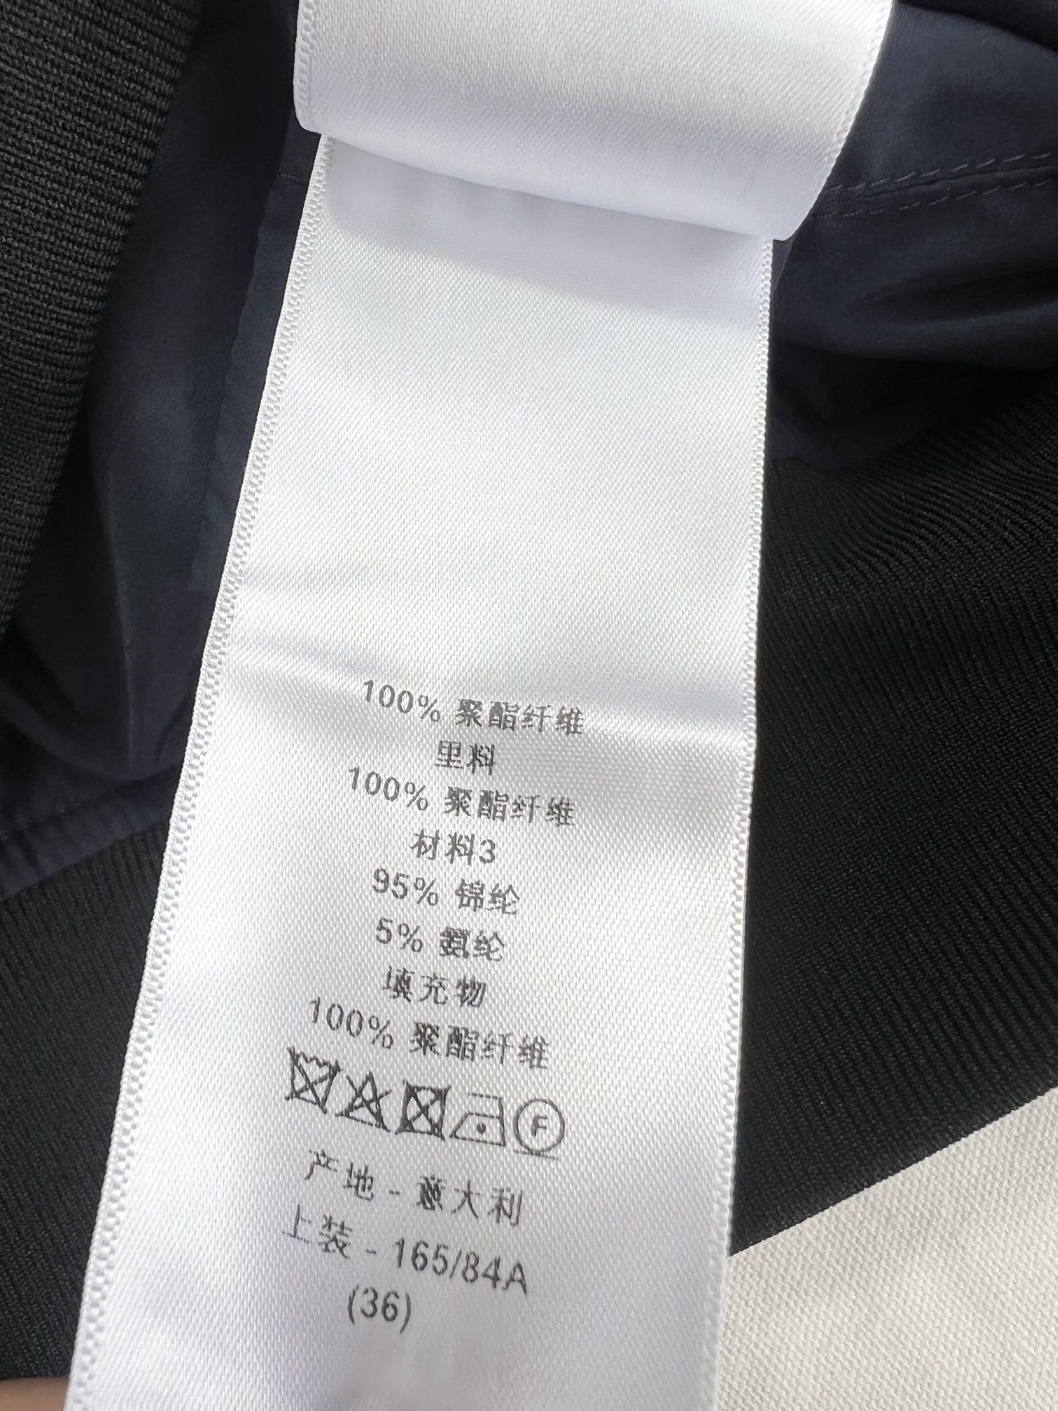 100% 聚酯纤维
里料
100% 聚酯纤维
材料3
95% 锦纶
5% 氨纶
填充物
100% 聚酯纤维
F
产地 - 意大利
上装 - 165/84A
(36)